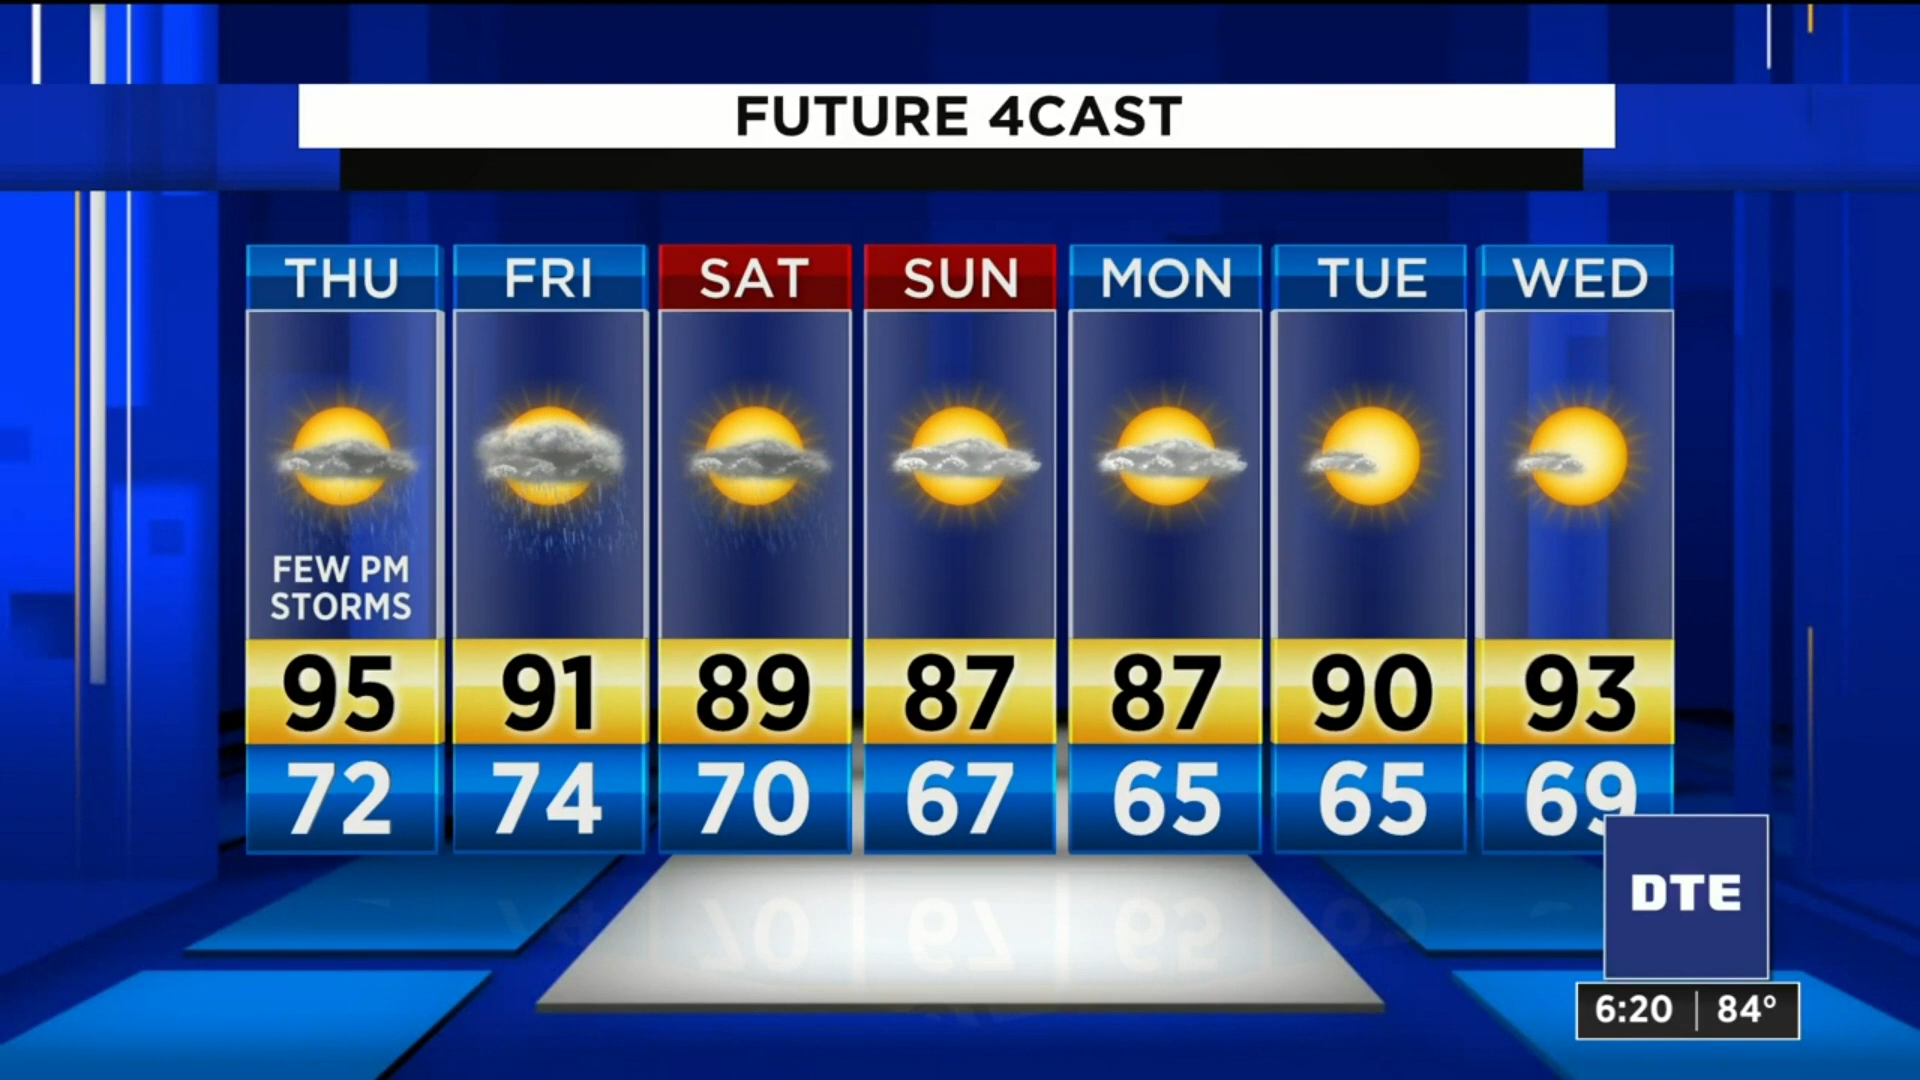 FUTURE 4CAST
THU FRI SAT SUN MON TUE WED
FEW PM
STORMS
95 91 89 87 87 90 93
72 74 70 67 65 65 69
DTE
6:20 84°